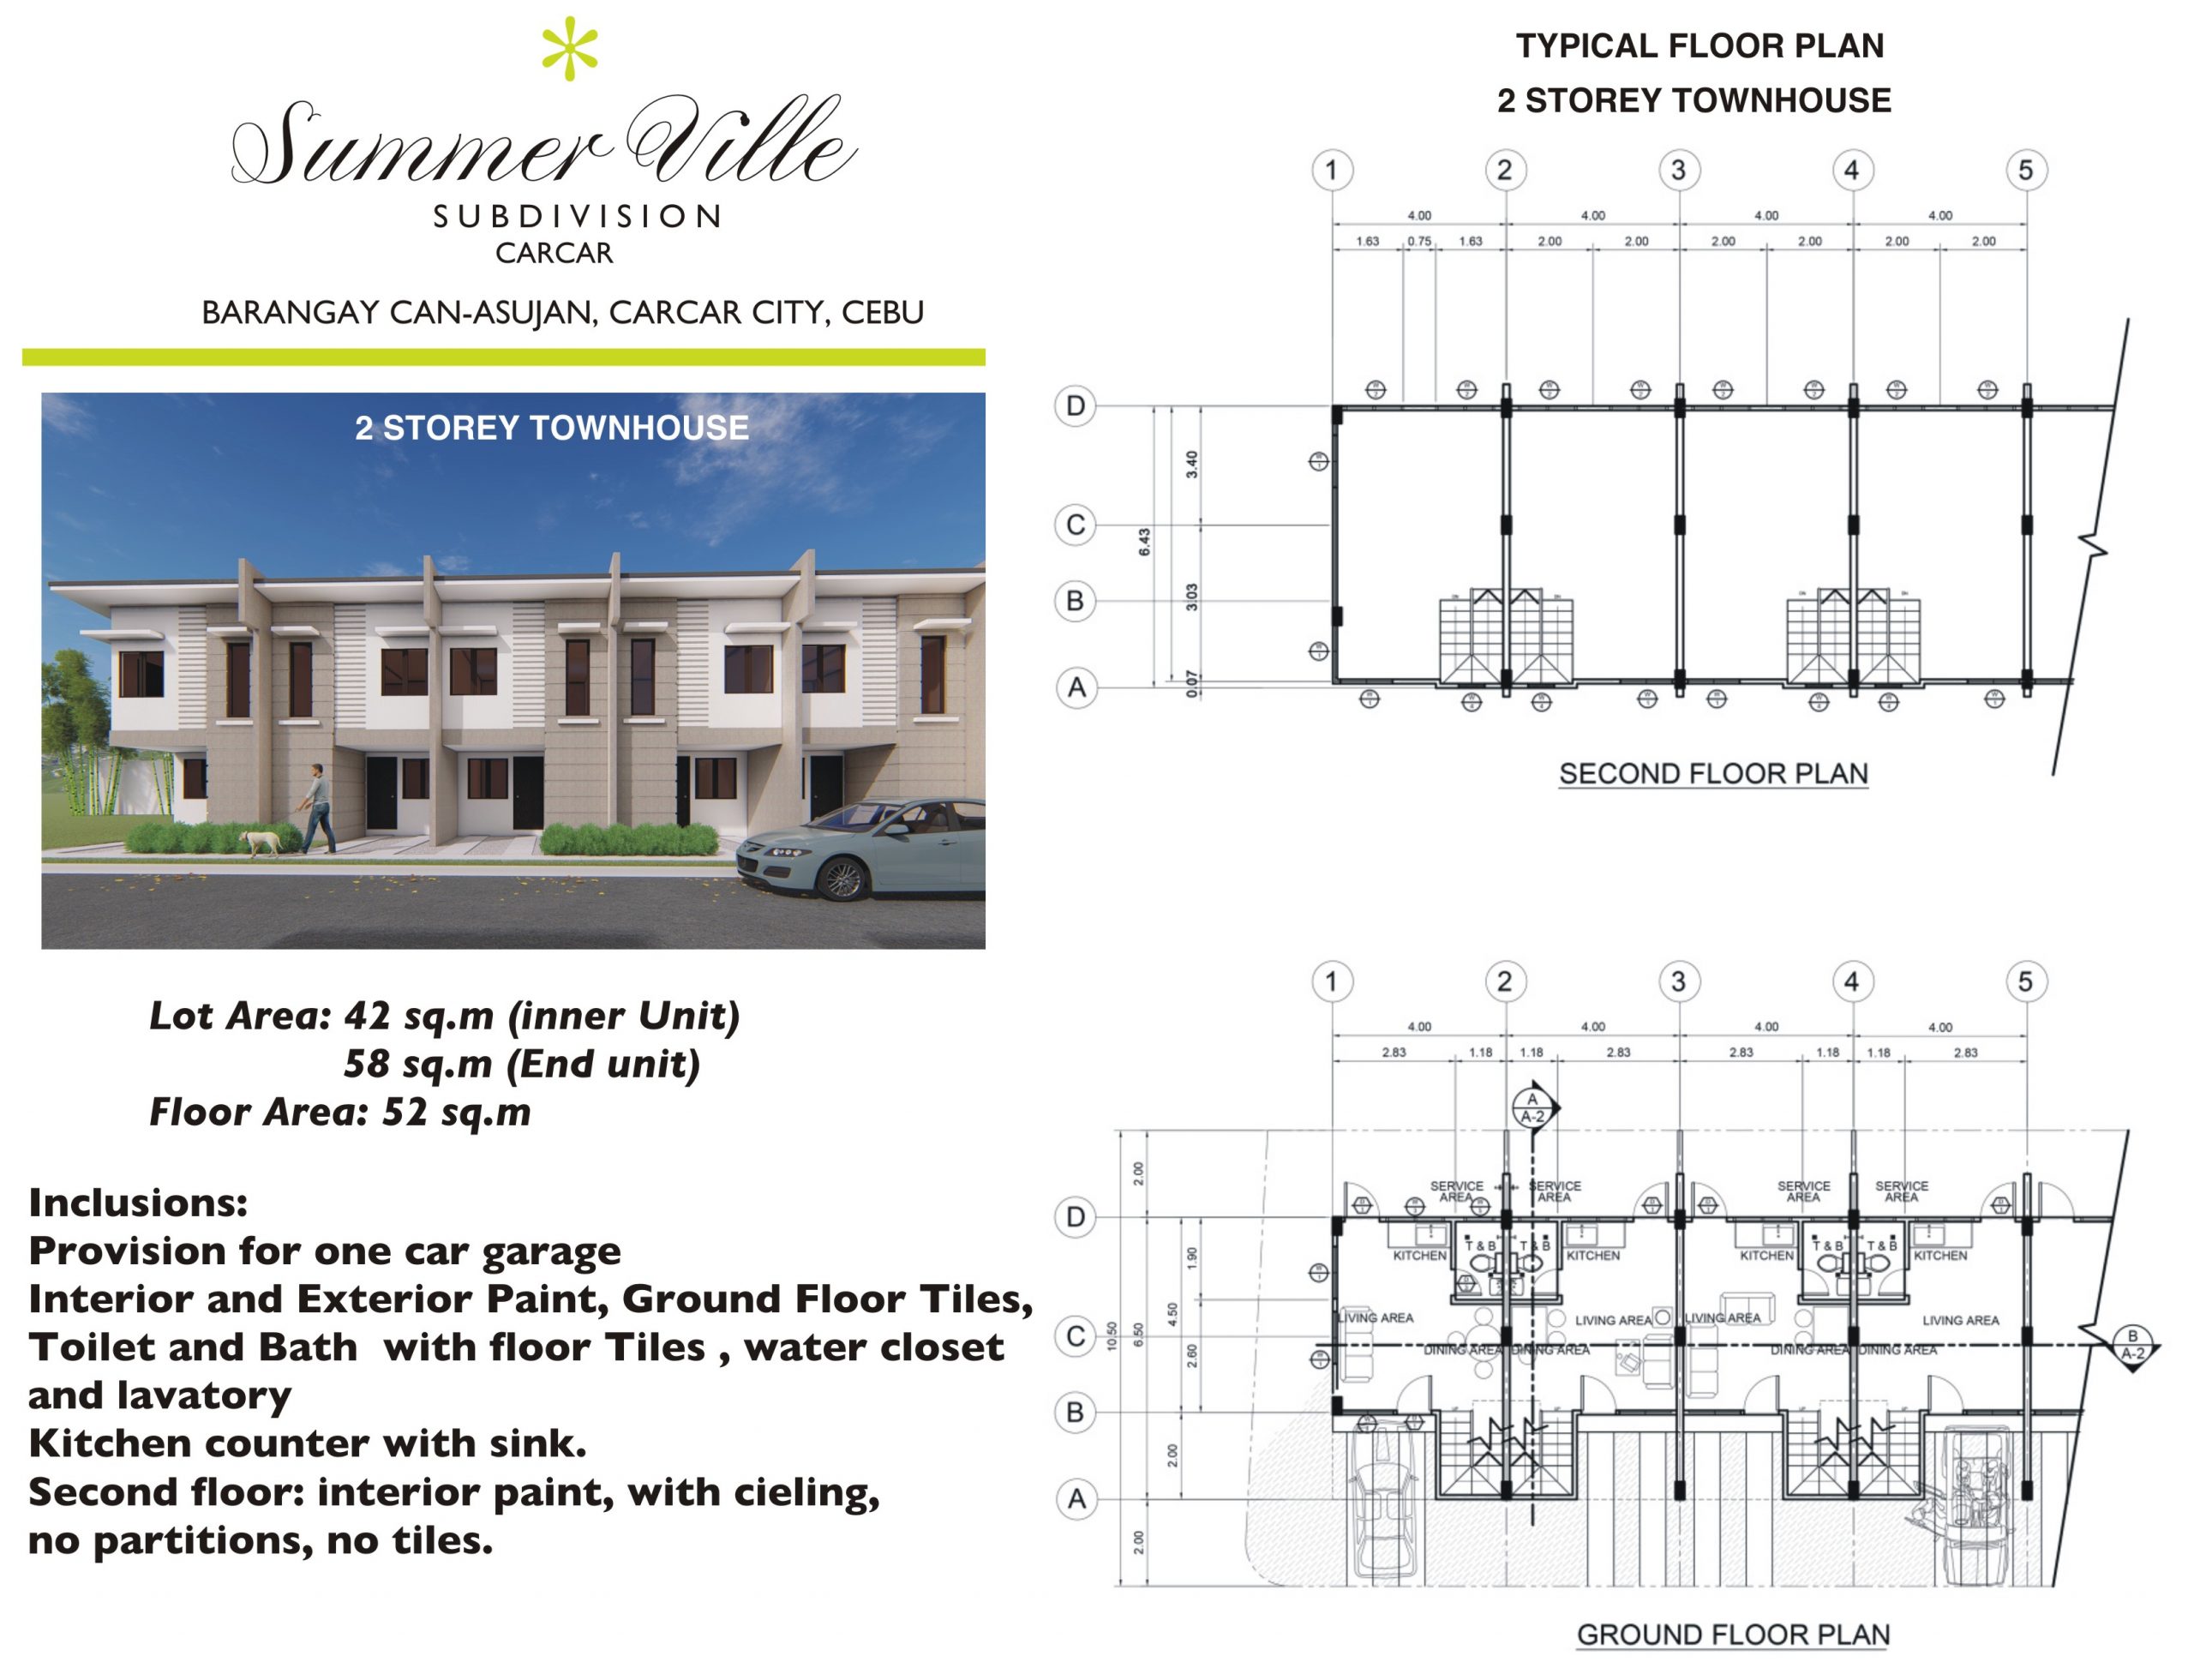 Summer Ville
SUBDIVISION
CARCAR
BARANGAY CAN-ASUJAN, CARCAR CITY, CEBU
2 STOREY TOWNHOUSE
Lot Area: 42 sq.m (inner Unit)
58 sq.m (End unit)
Floor Area: 52 sq.m
Inclusions:
Provision for one car garage
Interior and Exterior Paint, Ground Floor Tiles,
Toilet and Bath with floor Tiles , water closet
and lavatory
Kitchen counter with sink.
Second floor: interior paint, with cieling,
no partitions, no tiles.
TYPICAL FLOOR PLAN
2 STOREY TOWNHOUSE
1 2 3 4 5
4.00 4.00 4.00 4.00
1.63 0.75 1.63 2.00 2.00 2.00 2.00 2.00 2.00
D
C
B
A
6.43
3.40
3.03
0.07
SECOND FLOOR PLAN
1 2 3 4 5
4.00 4.00 4.00 4.00
2.83 1.18 1.18 2.83 2.83 1.18 1.18 2.83
A
A-2
SERVICE AREA SERVICE AREA SERVICE AREA SERVICE AREA
D
C
B
A
KITCHEN T & B T & B KITCHEN KITCHEN T & B T & B KITCHEN
LIVING AREA LIVING AREA LIVING AREA LIVING AREA
DINING AREA DINING AREA DINING AREA DINING AREA
B
A-2
10.50
2.00
6.50
2.00
4.50
2.00
1.90
2.60
GROUND FLOOR PLAN